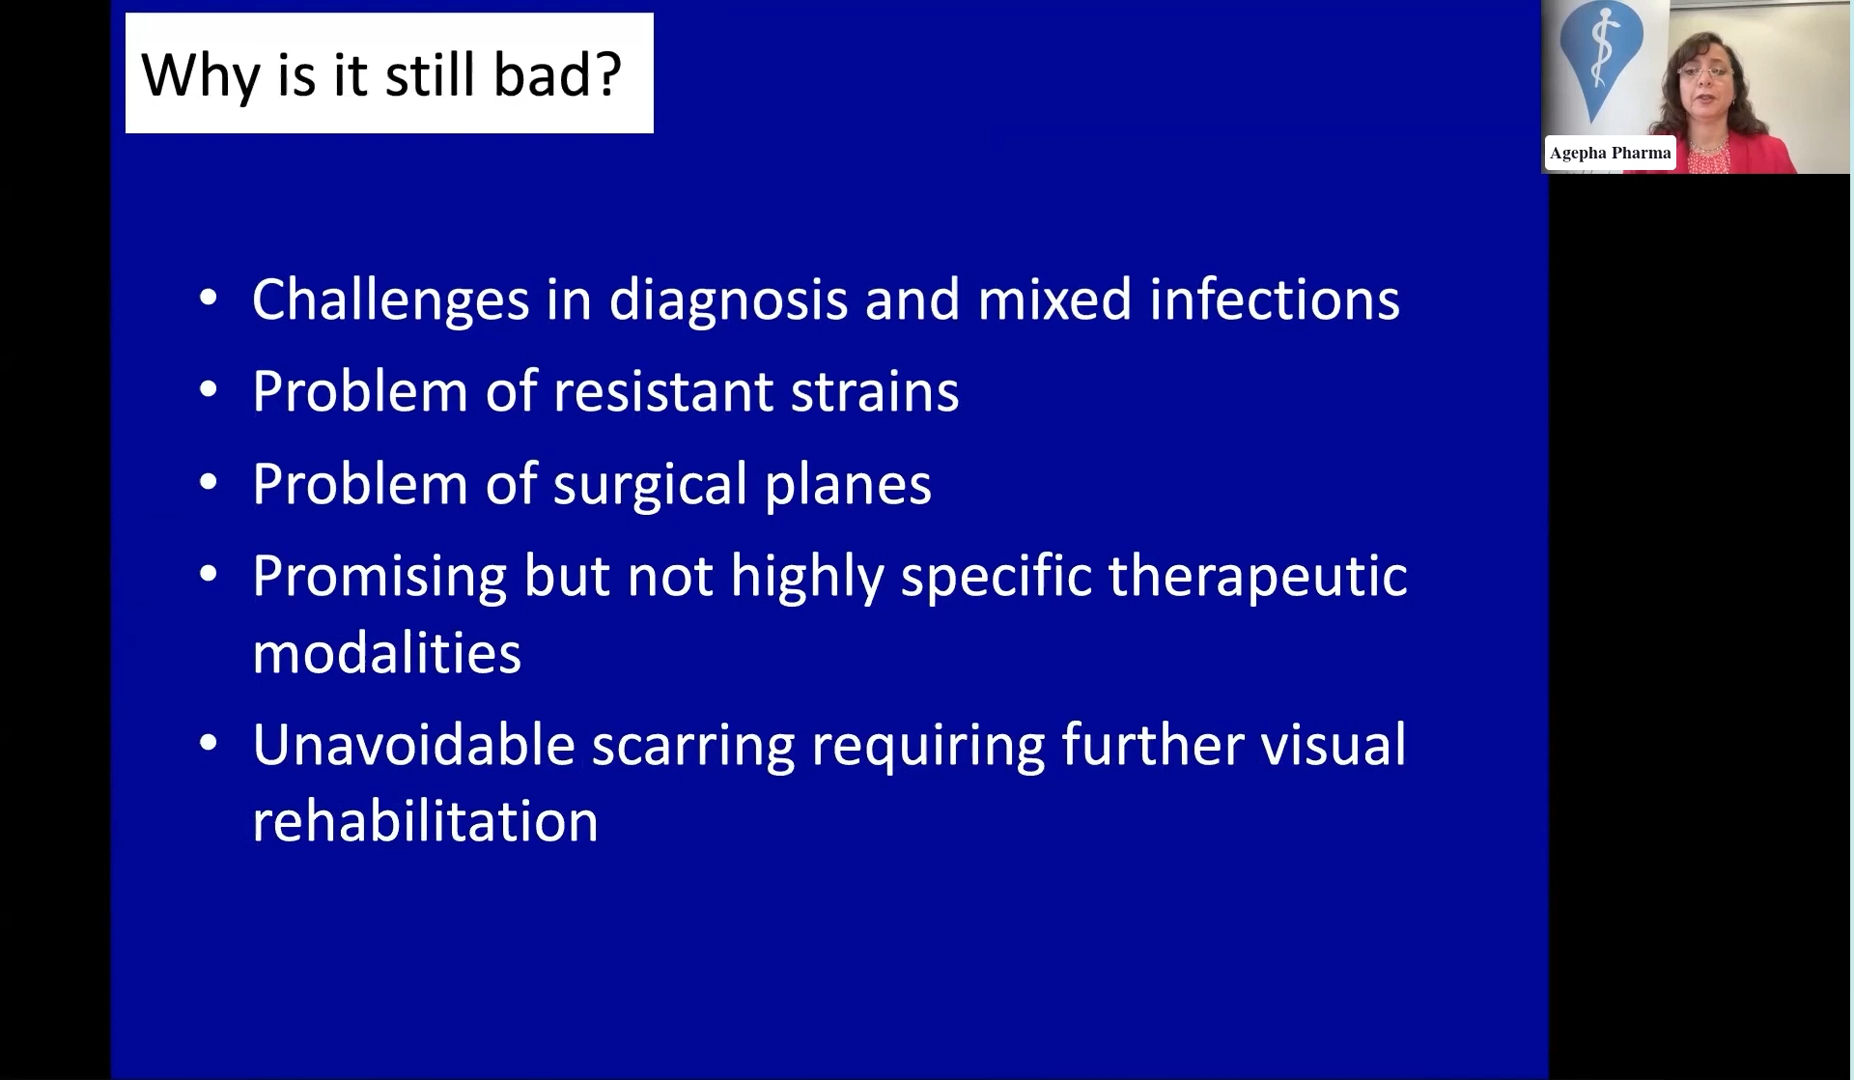 Why is it still bad?
Agepha Pharma
• Challenges in diagnosis and mixed infections
• Problem of resistant strains
• Problem of surgical planes
• Promising but not highly specific therapeutic
modalities
• Unavoidable scarring requiring further visual
rehabilitation